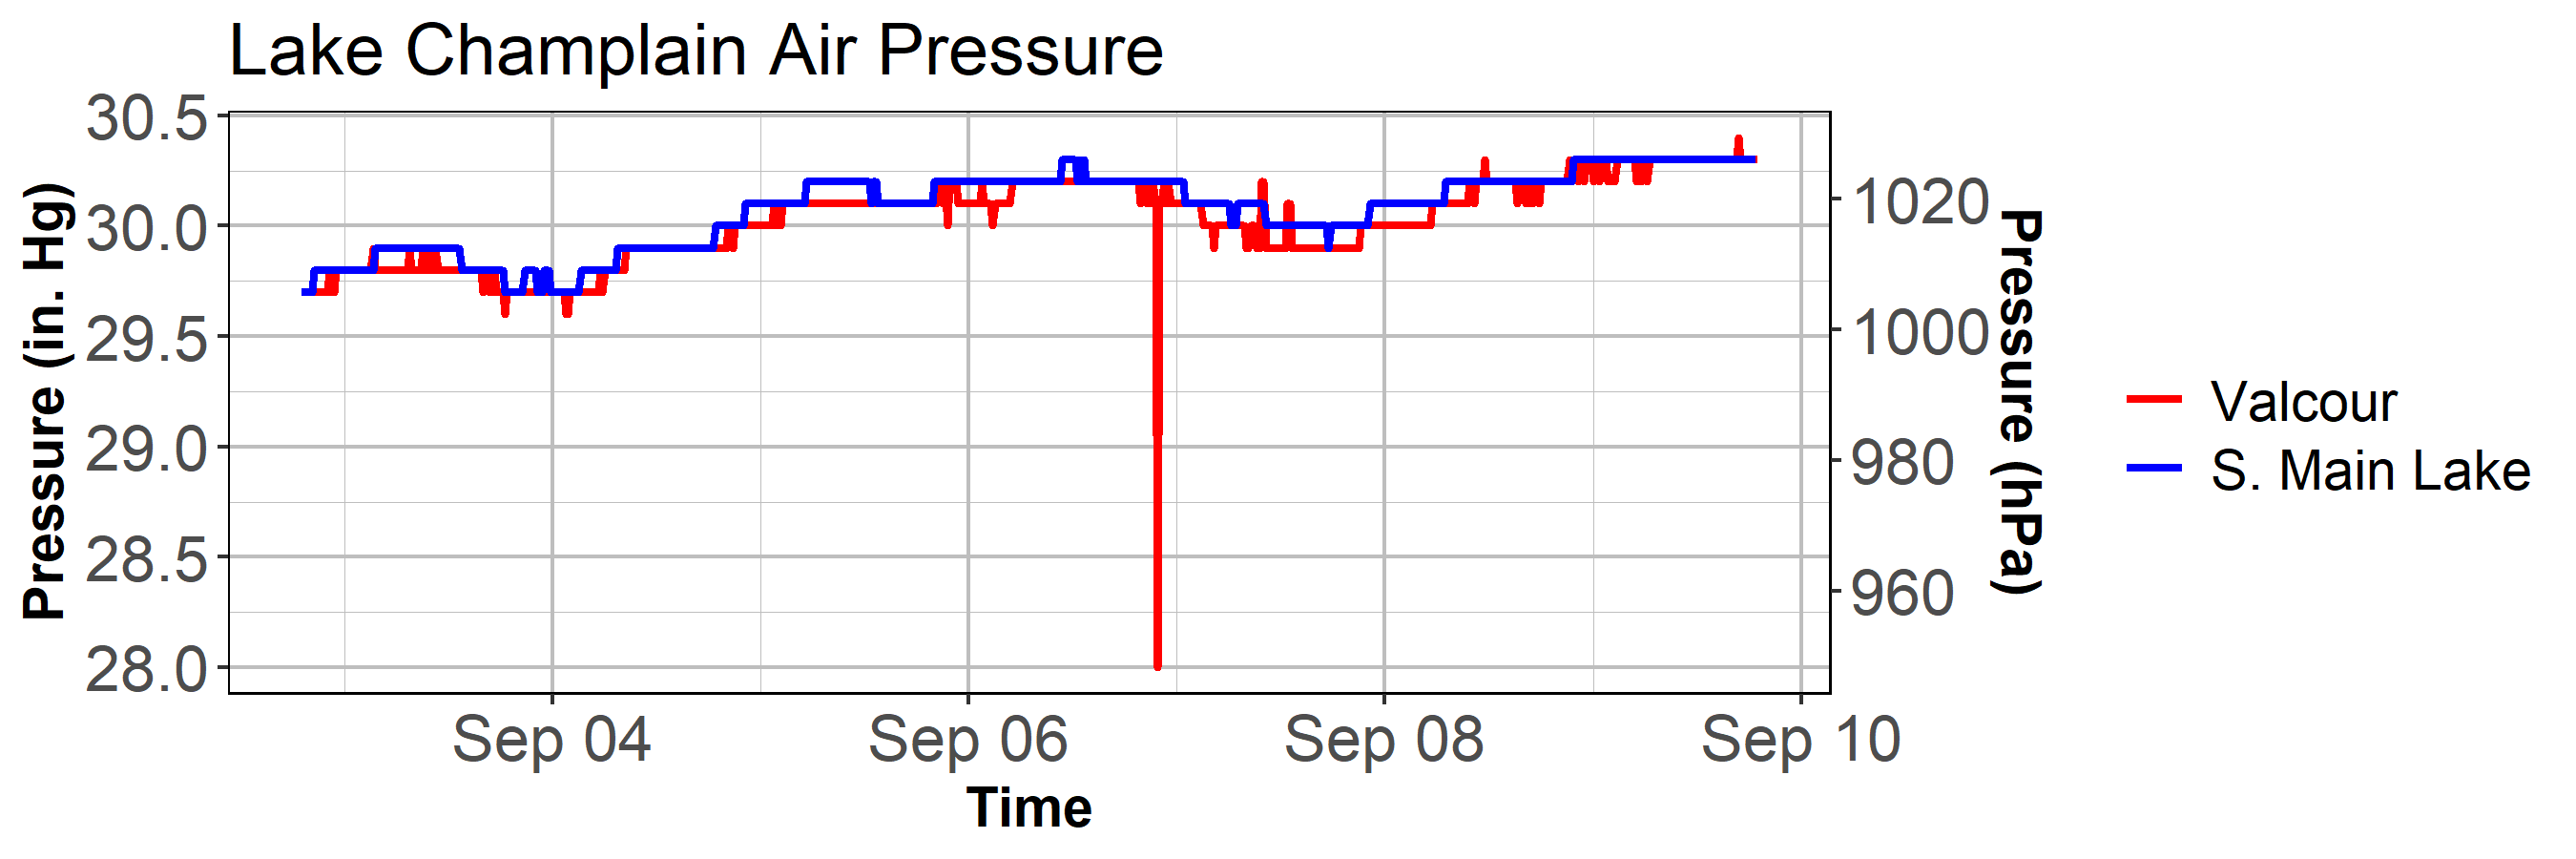 Lake Champlain Air Pressure
Pressure (in. Hg)
30.5
30.0
29.5
29.0
28.5
28.0
1020
1000
980
960
Pressure (hPa)
Sep 04
Sep 06
Sep 08
Sep 10
Time
Valcour
S. Main Lake